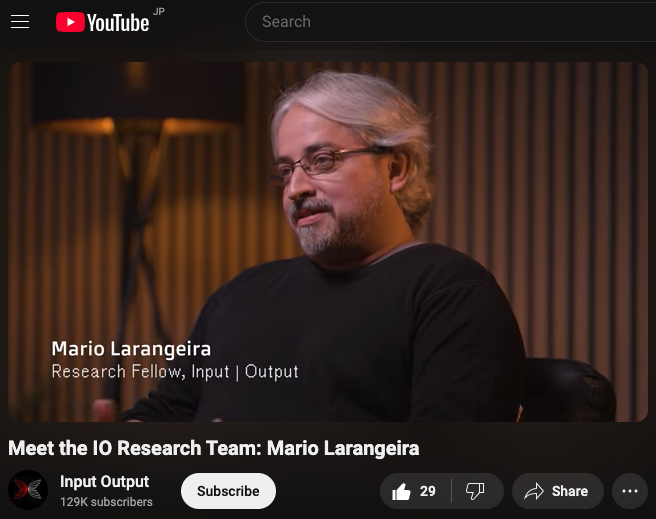 YouTube JP
Search
Mario Larangeira
Research Fellow, Input | Output
Meet the IO Research Team: Mario Larangeira
Input Output
129K subscribers
Subscribe
29
Share